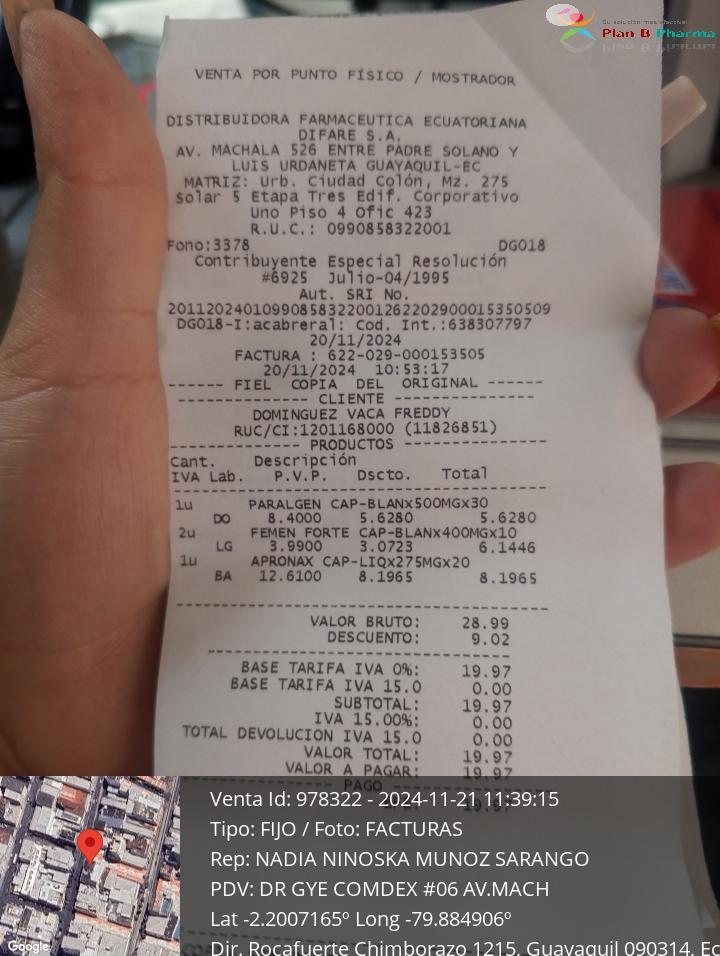 Su solución más efectiva!
Plan B Pharma
VENTA POR PUNTO FÍSICO / MOSTRADOR
DISTRIBUIDORA FARMACEUTICA ECUATORIANA
DIFARE S.A.
AV. MACHALA 526 ENTRE PADRE SOLANO Y
LUIS URDANETA GUAYAQUIL-EC
MATRIZ: Urb. Ciudad Colón, Mz. 275
solar 5 Etapa Tres Edif. Corporativo
Uno Piso 4 Ofic 423
R.U.C.: 0990858322001
Fono:3378 DG018
Contribuyente Especial Resolución
#6925 Julio-04/1995
Aut. SRI No.
2011202401099085832200126220290001535050​9
DG018-I:acabreral: Cod. Int.:638307797
20/11/2024
FACTURA : 622-029-000153505
20/11/2024 10:53:17
------ FIEL COPIA DEL ORIGINAL ------
-------------- CLIENTE ---------------
DOMINGUEZ VACA FREDDY
RUC/CI:1201168000 (11826851)
-------------- PRODUCTOS ---------------
Cant. Descripción
IVA Lab. P.V.P. Dscto. Total
1u PARALGEN CAP-BLANx500MGx30
DO 8.4000 5.6280 5.6280
2u FEMEN FORTE CAP-BLANx400MGx10
LG 3.9900 3.0723 6.1446
1u APRONAX CAP-LIQx275MGx20
BA 12.6100 8.1965 8.1965
VALOR BRUTO: 28.99
DESCUENTO: 9.02
BASE TARIFA IVA 0%: 19.97
BASE TARIFA IVA 15.0 0.00
SUBTOTAL: 19.97
IVA 15.00%: 0.00
TOTAL DEVOLUCION IVA 15.0 0.00
VALOR TOTAL: 19.97
VALOR A PAGAR: 19.97
PAGO
19.97
Venta Id: 978322 - 2024-11-21 11:39:15
Tipo: FIJO / Foto: FACTURAS
Rep: NADIA NINOSKA MUNOZ SARANGO
PDV: DR GYE COMDEX #06 AV.MACH
Lat -2.2007165º Long -79.884906º
Dir. Rocafuerte Chimborazo 1215, Guayaquil 090314, Ec
Google